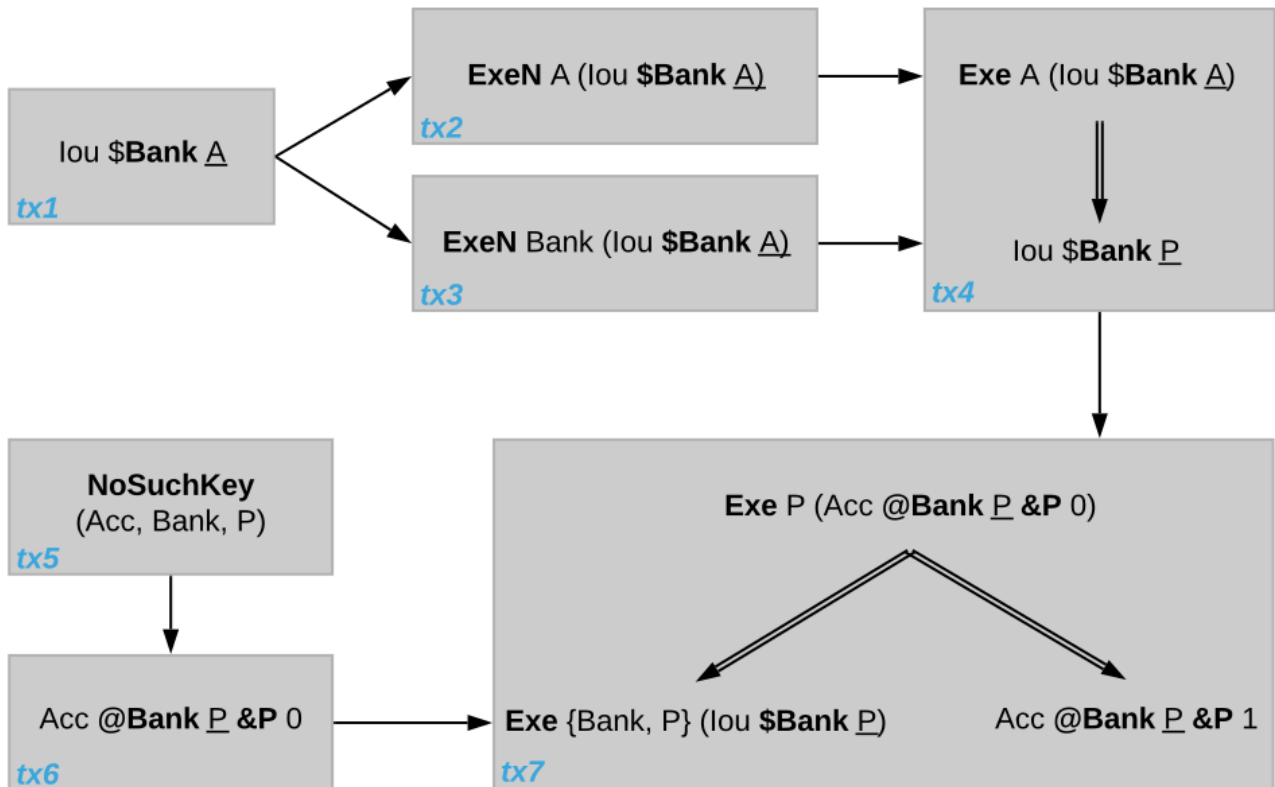 Iou $Bank A
tx1
ExeN A (Iou $Bank A)
tx2
ExeN Bank (Iou $Bank A)
tx3
Exe A (Iou $Bank A)
Iou $Bank P
tx4
NoSuchKey
(Acc, Bank, P)
tx5
Acc @Bank P &P 0
tx6
Exe P (Acc @Bank P &P 0)
Exe {Bank, P} (Iou $Bank P)
Acc @Bank P &P 1
tx7